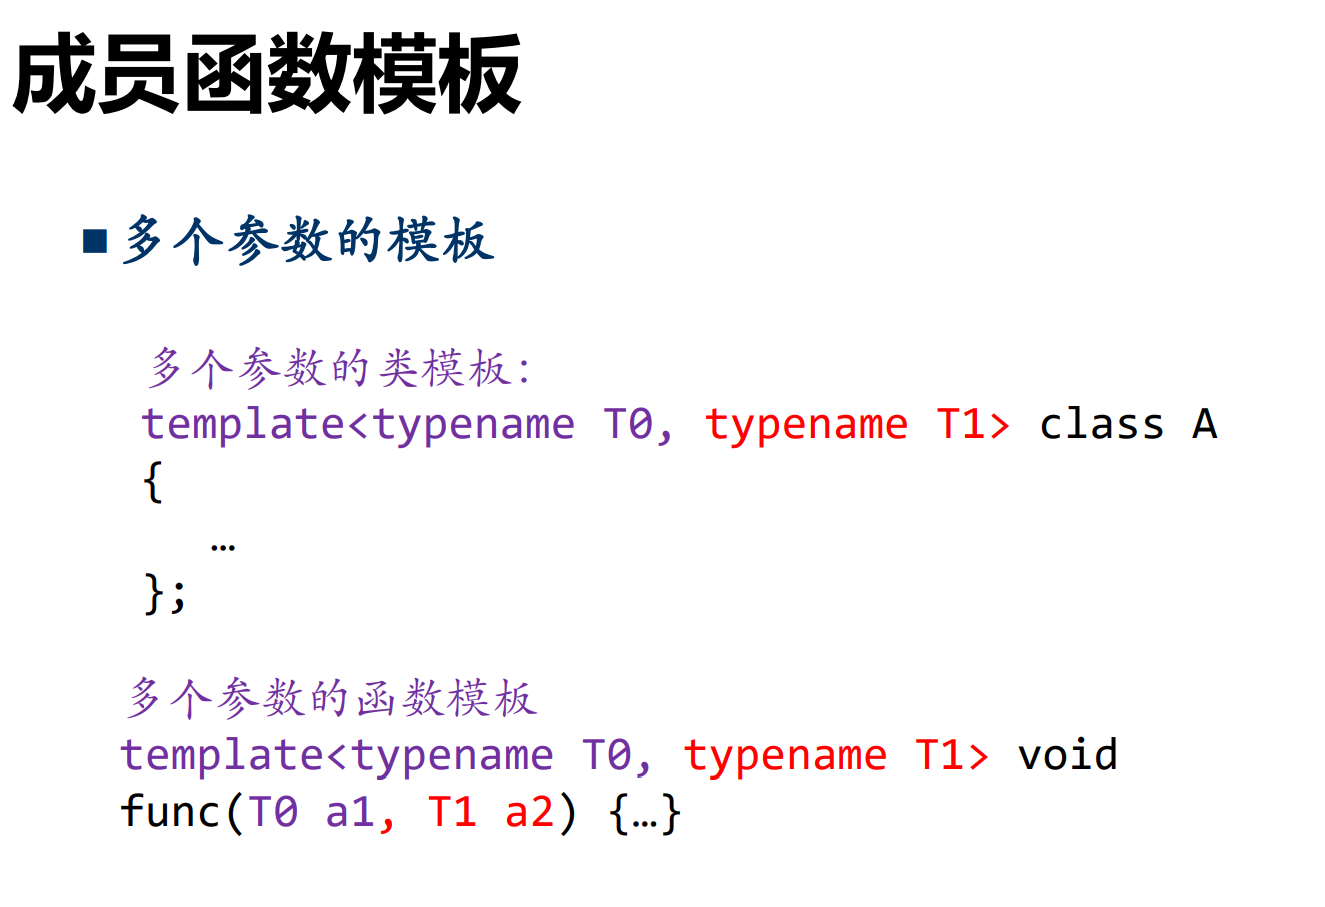 成员函数模板
■多个参数的模板
多个参数的类模板:
template<typename T0, typename T1> class A
{
…
};
多个参数的函数模板
template<typename T0, typename T1> void
func(T0 a1, T1 a2) {…}